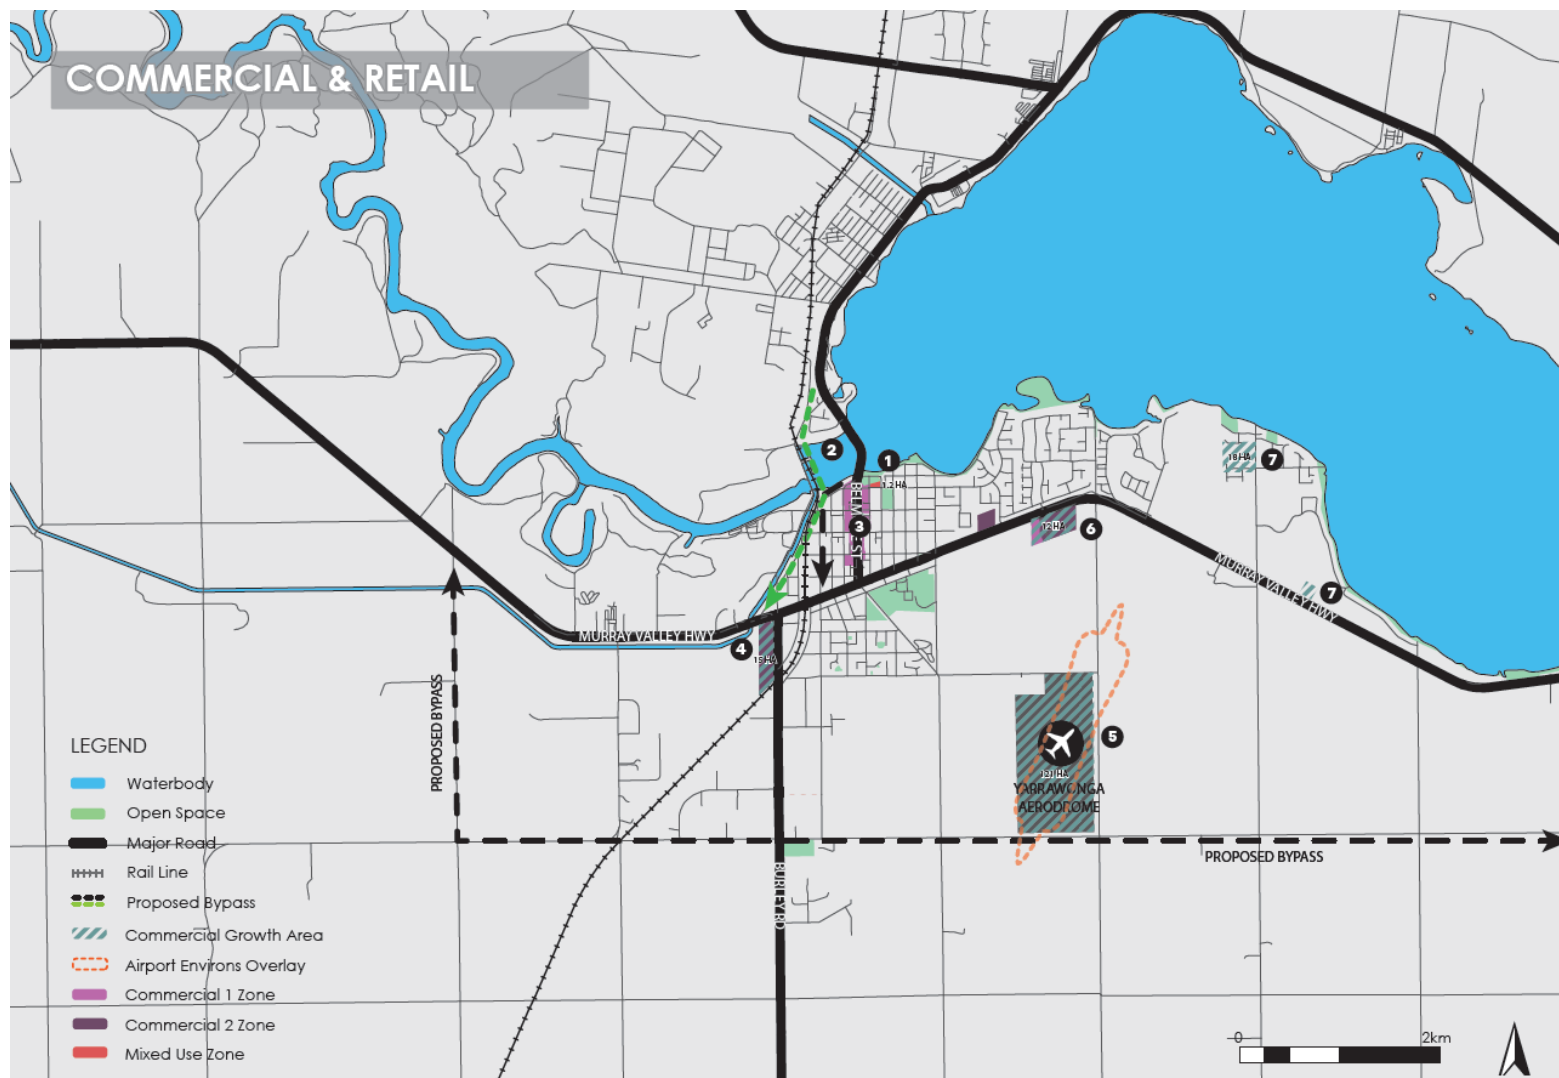 COMMERCIAL & RETAIL
2
1
1.2 HA
18 HA
7
3
12 HA
6
MURRAY VALLEY HWY
7
MURRAY VALLEY HWY
4
15 HA
PROPOSED BYPASS
5
121 HA
YARRAWONGA
AERODROME
PROPOSED BYPASS
BURLEY RD
LEGEND
Waterbody
Open Space
Major Road
Rail Line
Proposed Bypass
Commercial Growth Area
Airport Environs Overlay
Commercial 1 Zone
Commercial 2 Zone
Mixed Use Zone
0
2km